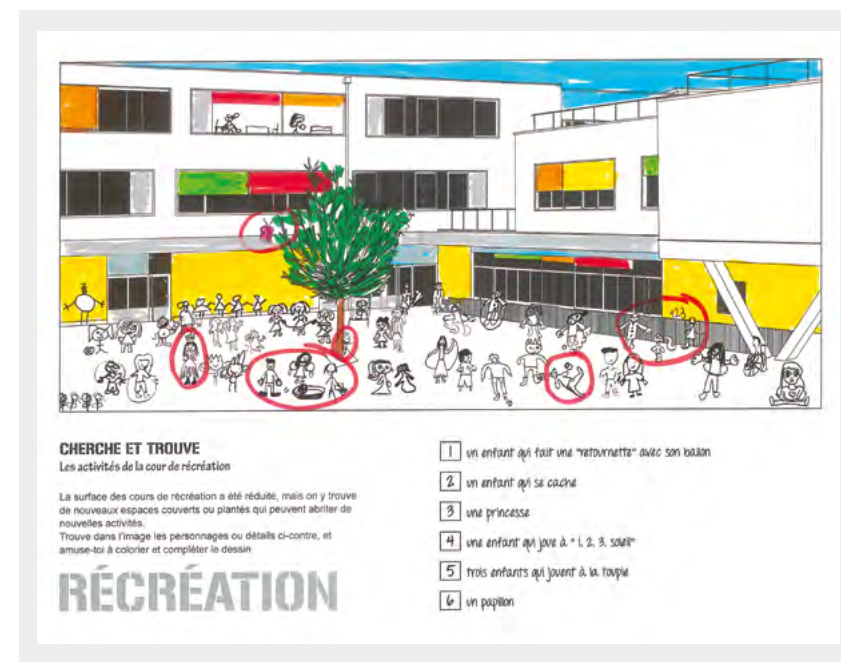 CHERCHE ET TROUVE
Les activités de la cour de récréation
La surface des cours de récréation a été réduite, mais on y trouve
de nouveaux espaces couverts ou plantés qui peuvent abriter de
nouvelles activités.
Trouve dans l'image les personnages ou détails ci-contre, et
amuse-toi à colorier et compléter le dessin
RÉCRÉATION
1 un enfant qui fait une "retournette" avec son ballon
2 un enfant qui se cache
3 une princesse
4 une enfant qui joue à " 1, 2, 3, soleil"
5 trois enfants qui jouent à la toupie
6 un papillon